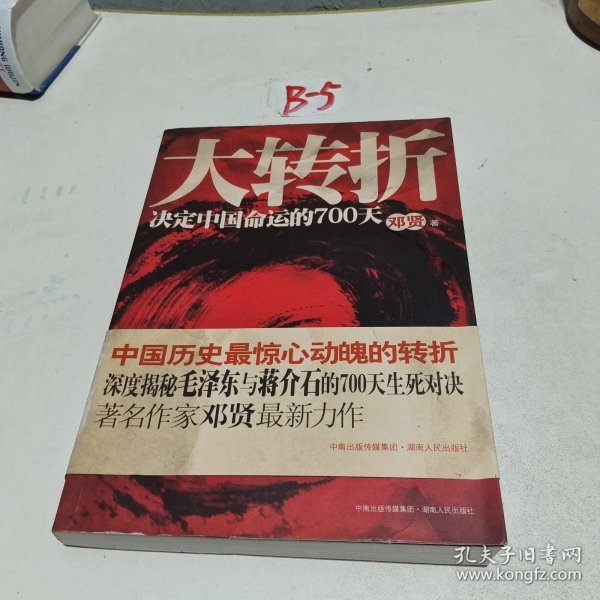 B-5
大转折
决定中国命运的700天 邓贤 著
中国历史最惊心动魄的转折
深度揭秘毛泽东与蒋介石的700天生死对决
著名作家邓贤最新力作
中南出版传媒集团·湖南人民出版社
中南出版传媒集团·湖南人民出版社
孔夫子旧书网
www.kongfz.com